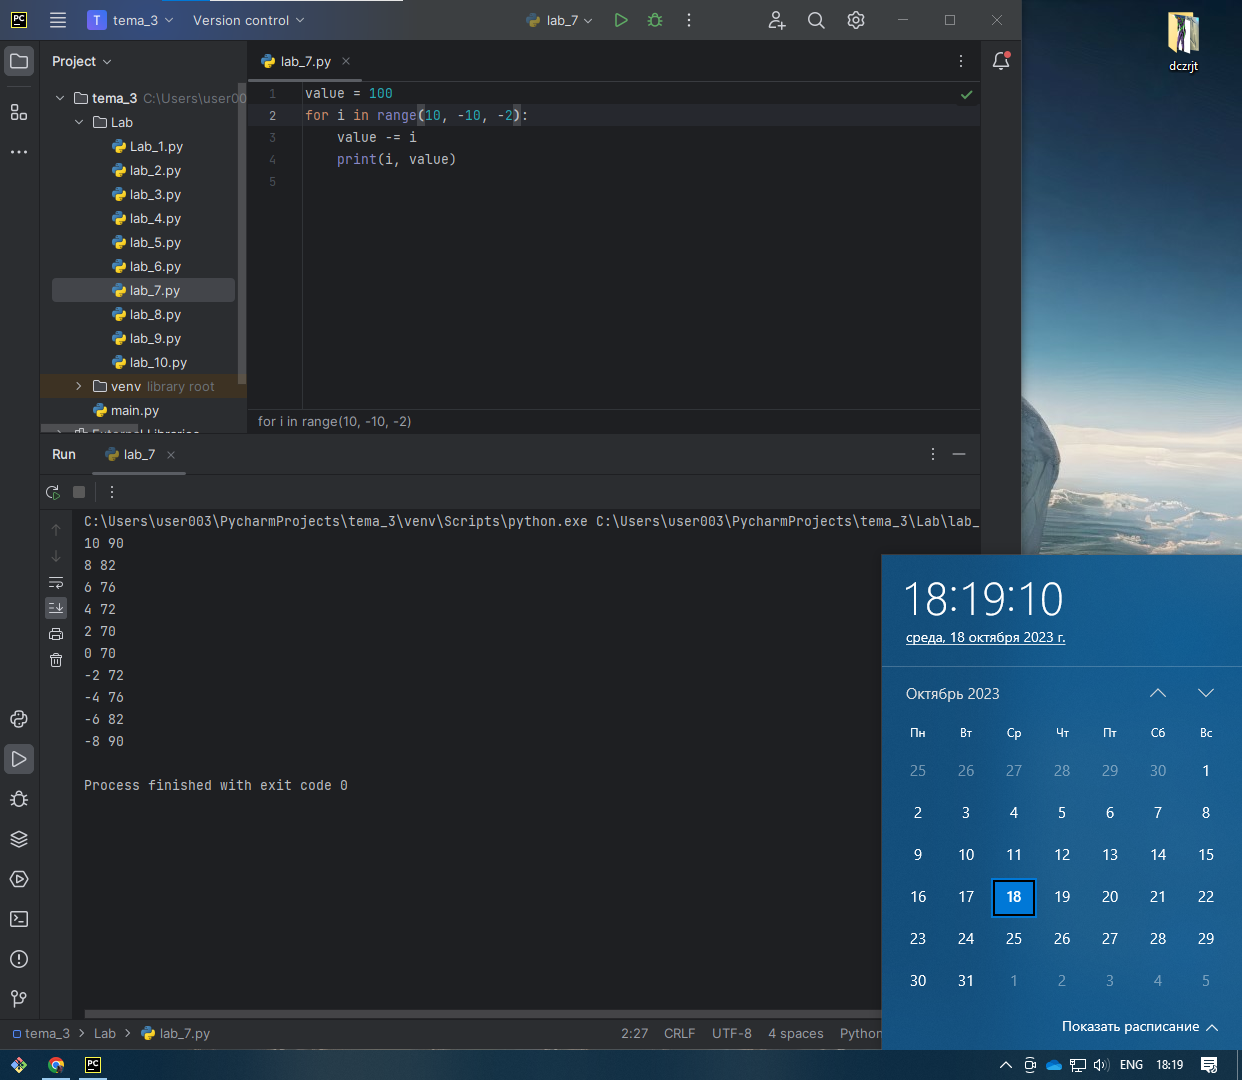 PC
T tema_3
Version control
lab_7
dczrjt
Project
lab_7.py
tema_3 C:\Users\user00
Lab
Lab_1.py
lab_2.py
lab_3.py
lab_4.py
lab_5.py
lab_6.py
lab_7.py
lab_8.py
lab_9.py
lab_10.py
venv library root
main.py
External Libraries
1 value = 100
2 for i in range(10, -10, -2):
3 value -= i
4 print(i, value)
5
for i in range(10, -10, -2)
Run lab_7
C:\Users\user003\PycharmProjects\tema_3\venv\Scripts\python.exe C:\Users\user003\PycharmProjects\tema_3\Lab\lab_
10 90
8 82
6 76
4 72
2 70
0 70
-2 72
-4 76
-6 82
-8 90
Process finished with exit code 0
18:19:10
среда, 18 октября 2023 г.
Октябрь 2023
Пн Вт Ср Чт Пт Сб Вс
25 26 27 28 29 30 1
2 3 4 5 6 7 8
9 10 11 12 13 14 15
16 17 18 19 20 21 22
23 24 25 26 27 28 29
30 31 1 2 3 4 5
Показать расписание
tema_3 Lab lab_7.py
2:27 CRLF UTF-8 4 spaces Python
PC
ENG 18:19